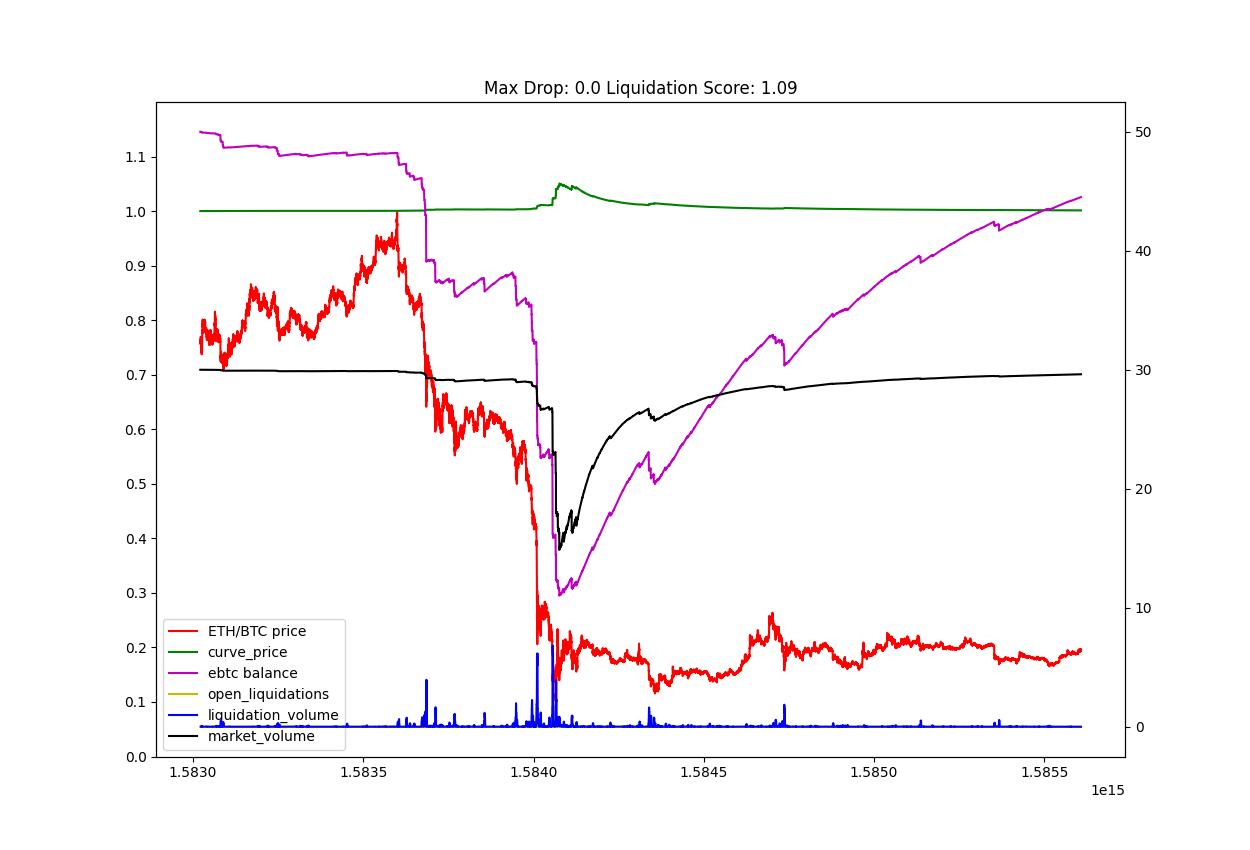 Max Drop: 0.0 Liquidation Score: 1.09
1.1
1.0
0.9
0.8
0.7
0.6
0.5
0.4
0.3
0.2
0.1
0.0
50
40
30
20
10
0
ETH/BTC price
curve_price
ebtc balance
open_liquidations
liquidation_volume
market_volume
1.5830 1.5835 1.5840 1.5845 1.5850 1.5855
1e15